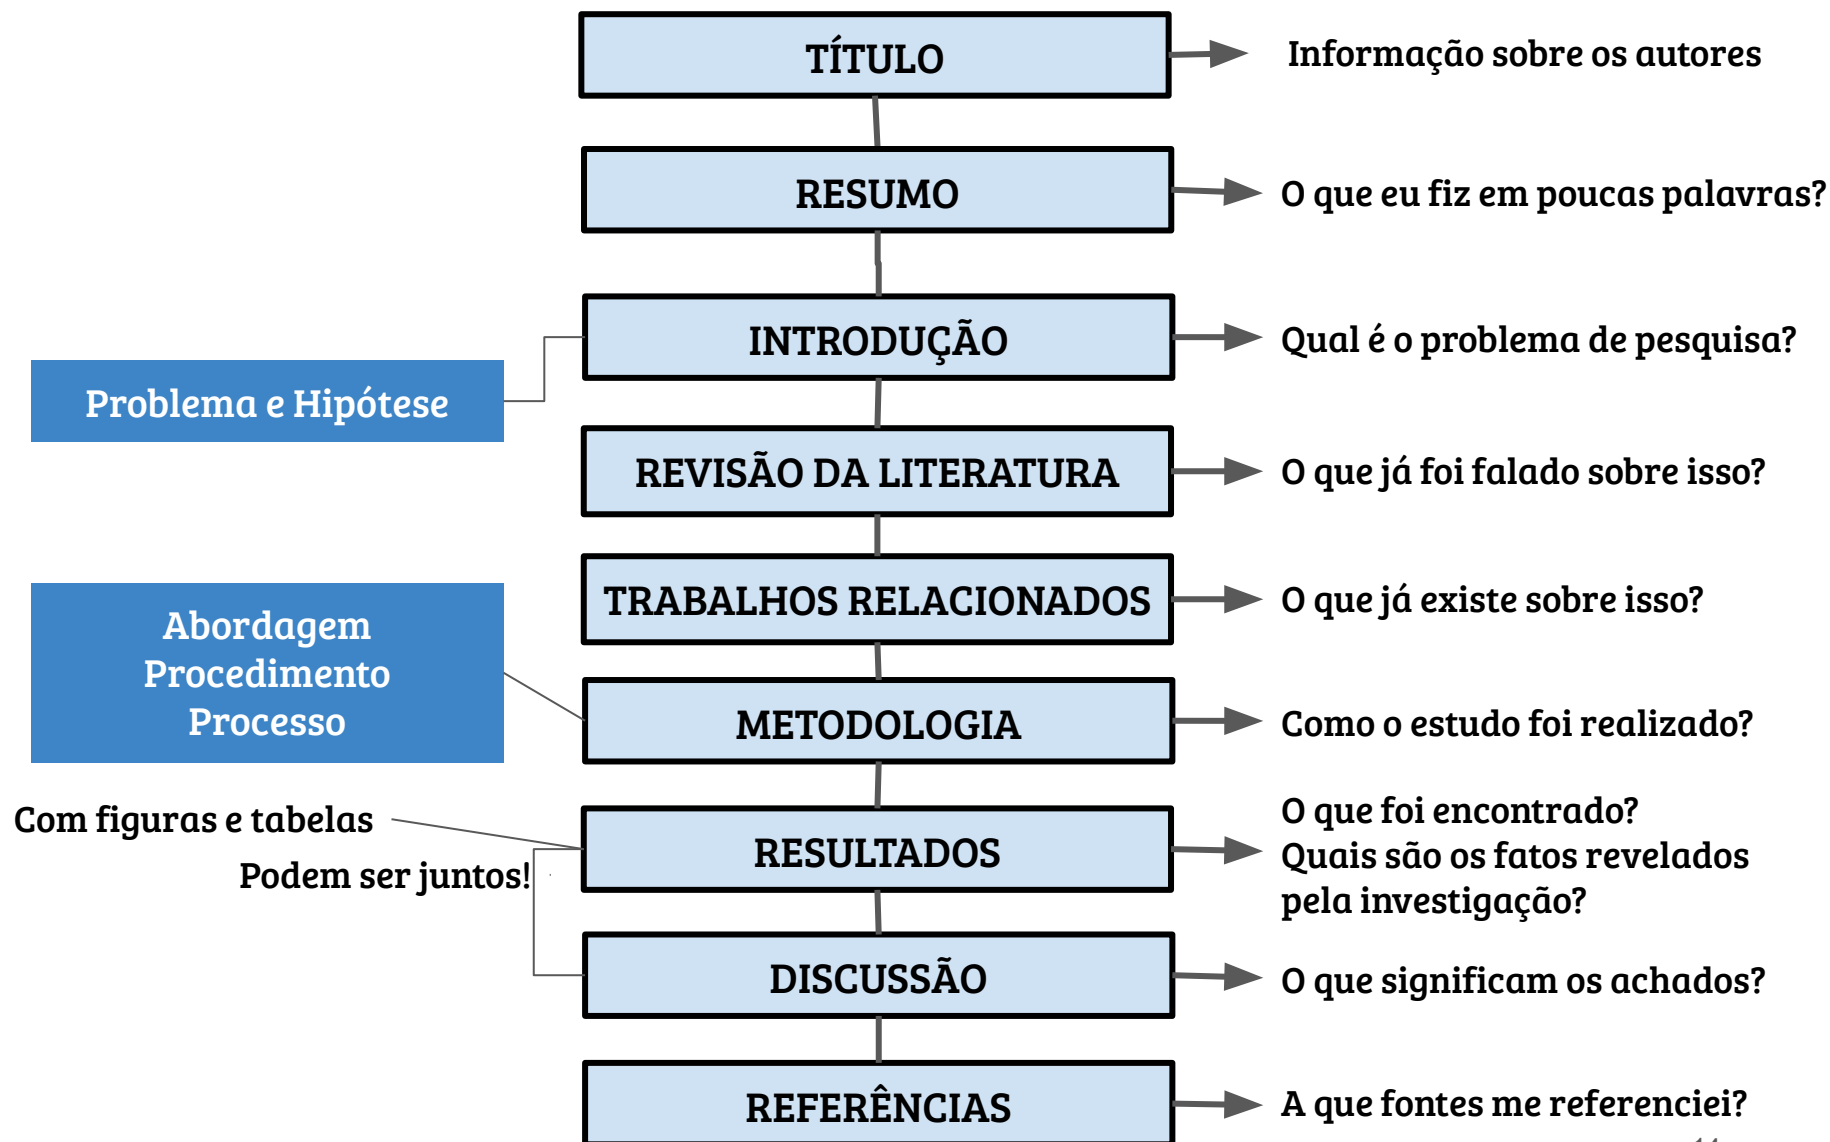 TÍTULO
Informação sobre os autores
RESUMO
O que eu fiz em poucas palavras?
INTRODUÇÃO
Qual é o problema de pesquisa?
Problema e Hipótese
REVISÃO DA LITERATURA
O que já foi falado sobre isso?
TRABALHOS RELACIONADOS
O que já existe sobre isso?
Abordagem
Procedimento
Processo
METODOLOGIA
Como o estudo foi realizado?
Com figuras e tabelas
Podem ser juntos!
RESULTADOS
O que foi encontrado?
Quais são os fatos revelados
pela investigação?
DISCUSSÃO
O que significam os achados?
REFERÊNCIAS
A que fontes me referenciei?